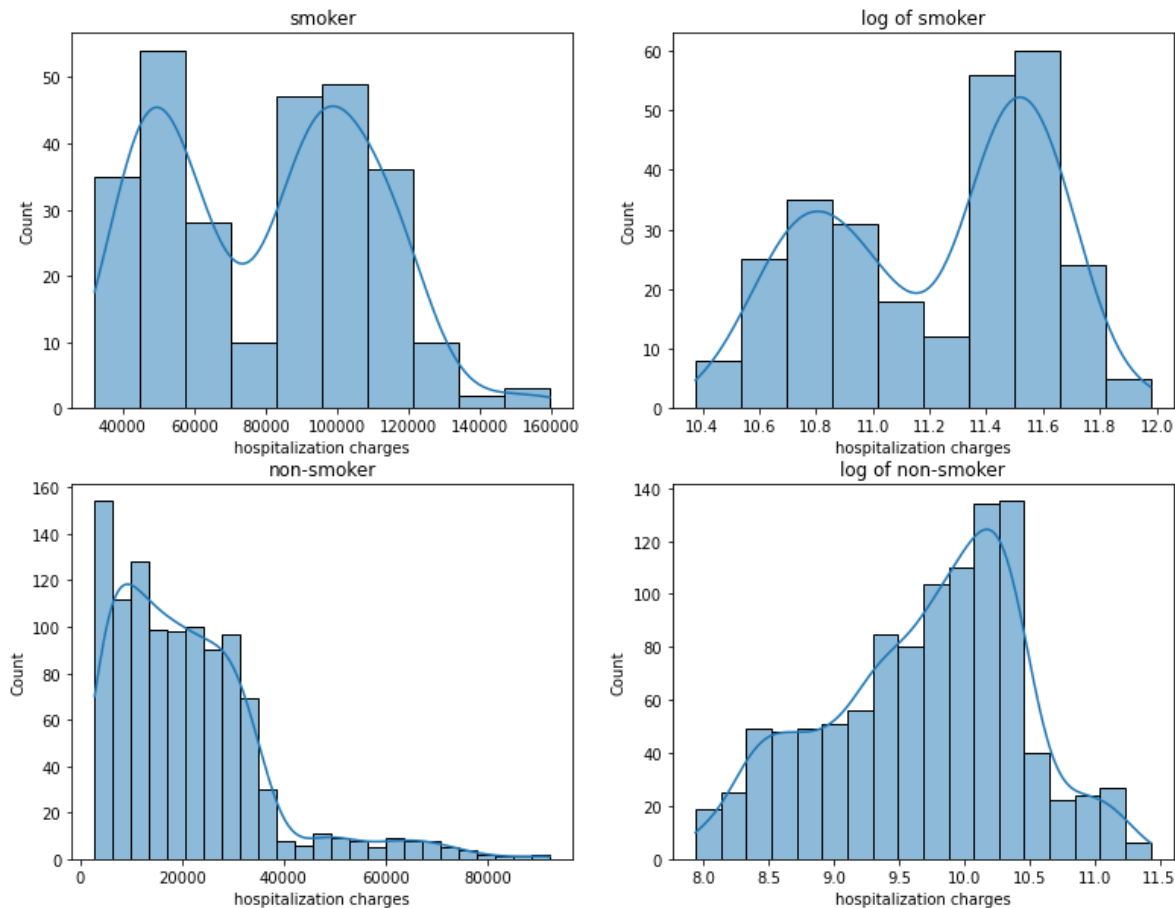 smoker
Count
50
40
30
20
10
0
40000 60000 80000 100000 120000 140000 160000
hospitalization charges
log of smoker
Count
60
50
40
30
20
10
0
10.4 10.6 10.8 11.0 11.2 11.4 11.6 11.8 12.0
hospitalization charges
non-smoker
Count
160
140
120
100
80
60
40
20
0
0 20000 40000 60000 80000
hospitalization charges
log of non-smoker
Count
140
120
100
80
60
40
20
0
8.0 8.5 9.0 9.5 10.0 10.5 11.0 11.5
hospitalization charges